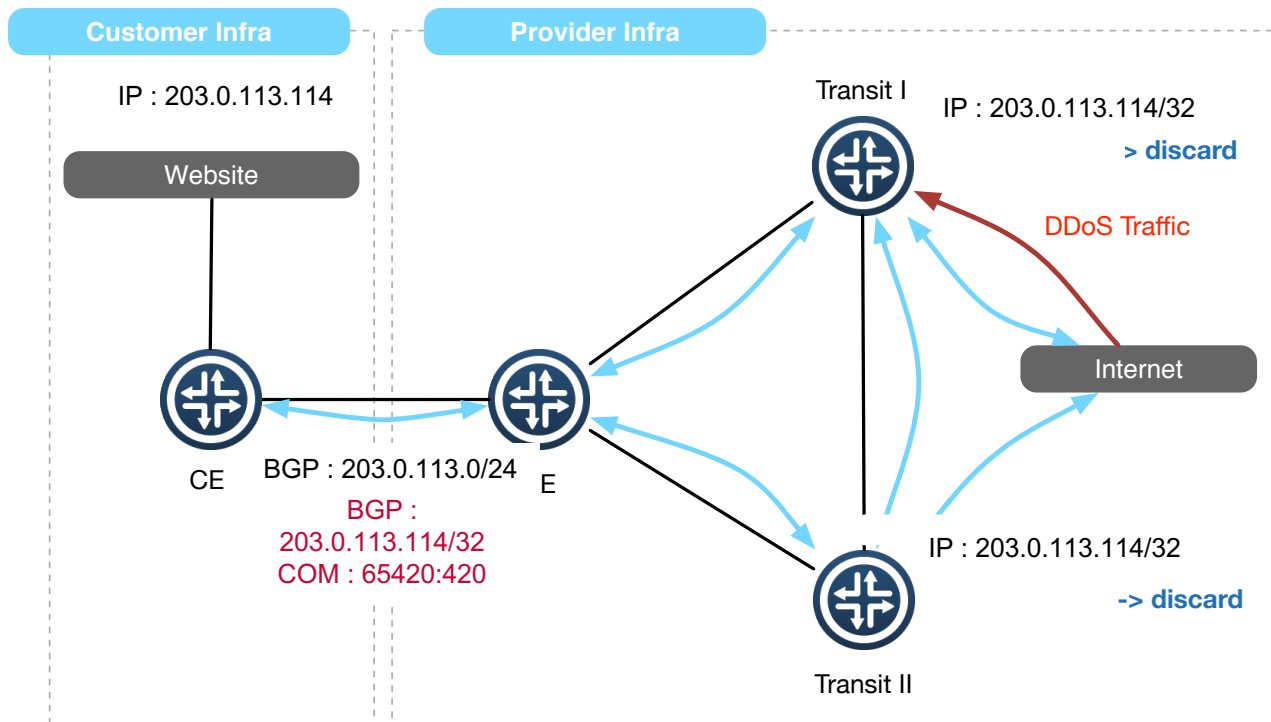 Customer Infra
Provider Infra
IP : 203.0.113.114
Website
Transit I
IP : 203.0.113.114/32
> discard
DDoS Traffic
Internet
CE
BGP : 203.0.113.0/24
E
BGP :
203.0.113.114/32
COM : 65420:420
IP : 203.0.113.114/32
-> discard
Transit II